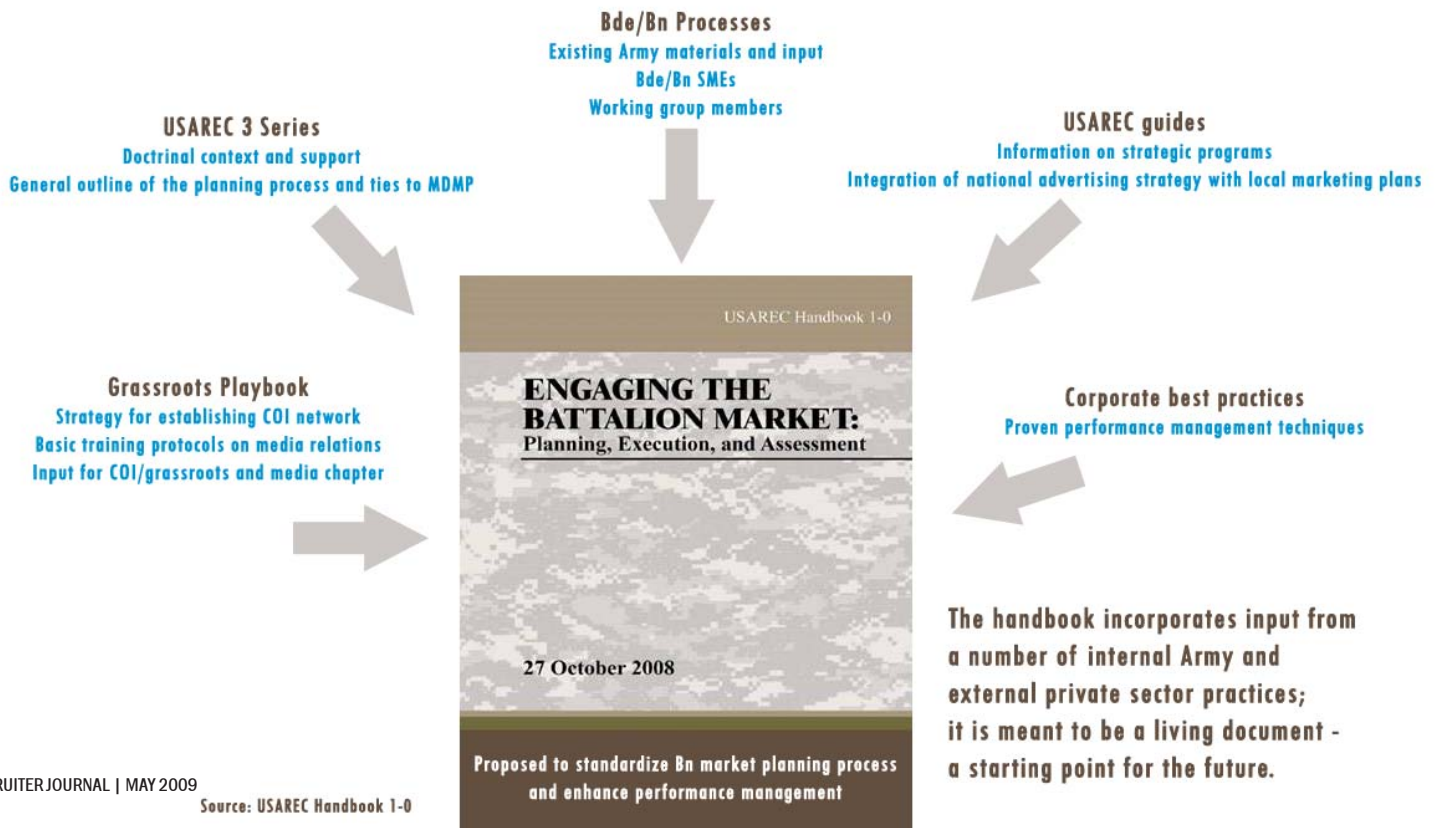 Bde/Bn Processes
Existing Army materials and input
Bde/Bn SMEs
Working group members
USAREC 3 Series
Doctrinal context and support
General outline of the planning process and ties to MDMP
USAREC guides
Information on strategic programs
Integration of national advertising strategy with local marketing plans
Grassroots Playbook
Strategy for establishing COI network
Basic training protocols on media relations
Input for COI/grassroots and media chapter
Corporate best practices
Proven performance management techniques
USAREC Handbook 1-0
ENGAGING THE
BATTALION MARKET:
Planning, Execution, and Assessment
27 October 2008
Proposed to standardize Bn market planning process
and enhance performance management
The handbook incorporates input from
a number of internal Army and
external private sector practices;
it is meant to be a living document -
a starting point for the future.
RUITER JOURNAL | MAY 2009
Source: USAREC Handbook 1-0